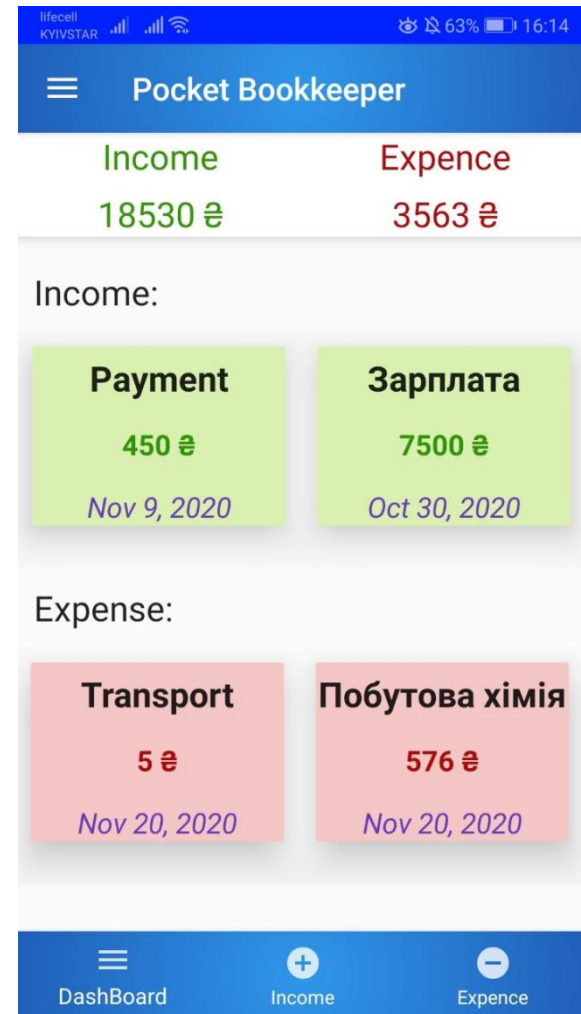 lifecell
KYIVSTAR 63% 16:14
Pocket Bookkeeper
Income Expence
18530 ₴ 3563 ₴
Income:
Payment Зарплата
450 ₴ 7500 ₴
Nov 9, 2020 Oct 30, 2020
Expense:
Transport Побутова хімія
5 ₴ 576 ₴
Nov 20, 2020 Nov 20, 2020
DashBoard Income Expence